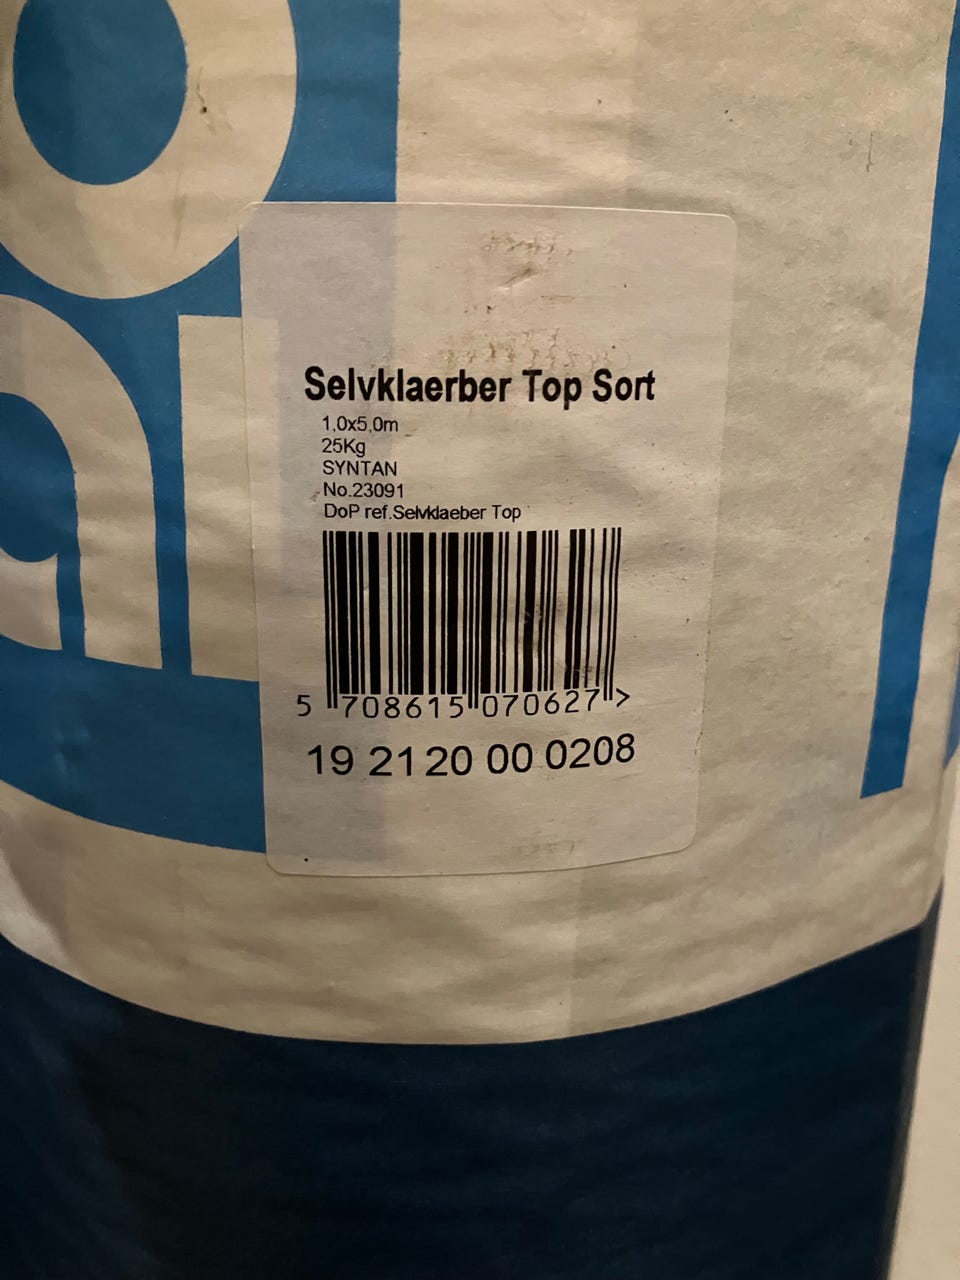 Selvklaerber Top Sort
1,0x5,0m
25Kg
SYNTAN
No.23091
DoP ref.Selvklaeber Top
5 708615 070627 >
19 21 20 00 0208